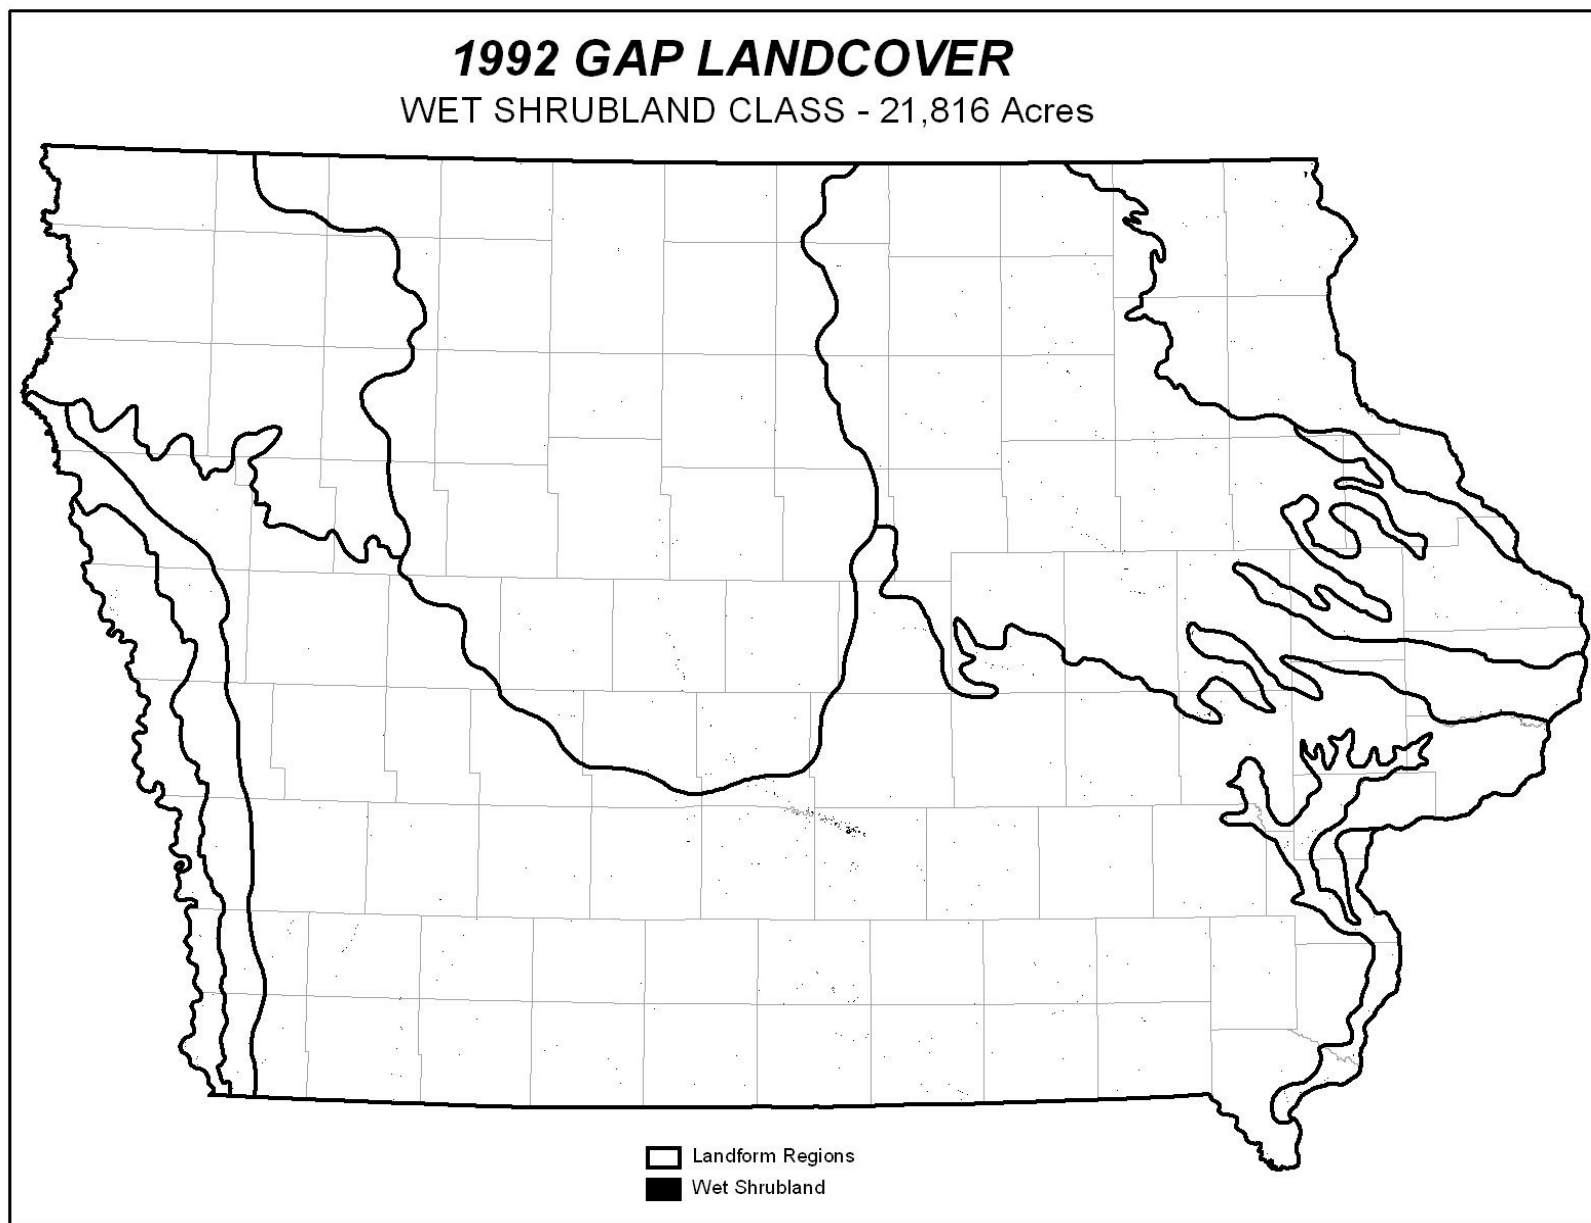 1992 GAP LANDCOVER
WET SHRUBLAND CLASS - 21,816 Acres
Landform Regions
Wet Shrubland